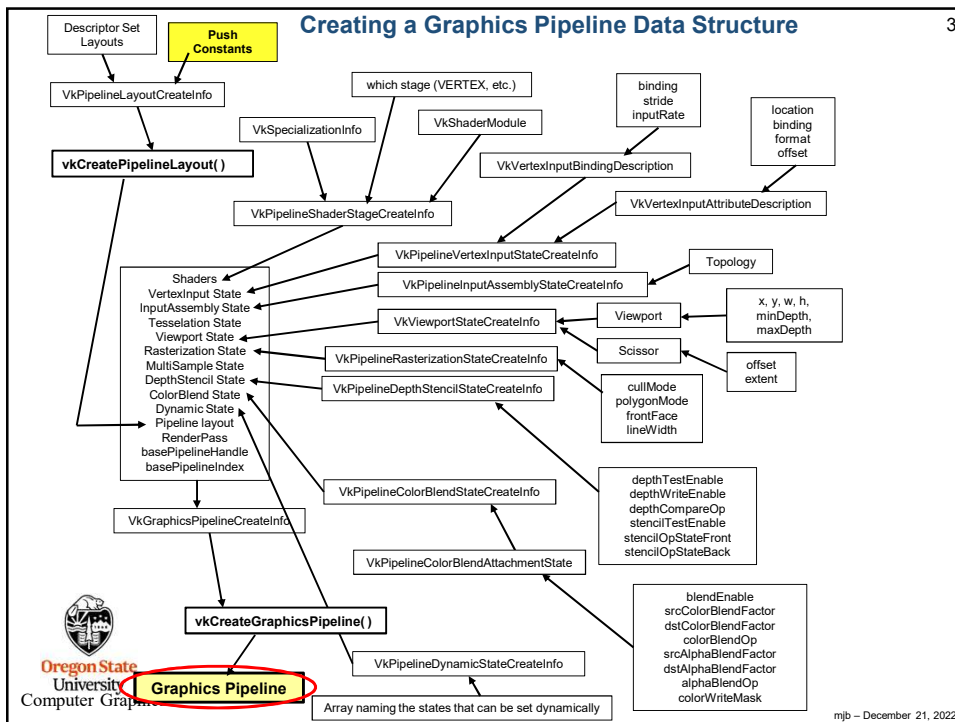 Creating a Graphics Pipeline Data Structure
3
Descriptor Set
Layouts
Push
Constants
VkPipelineLayoutCreateInfo
vkCreatePipelineLayout( )
which stage (VERTEX, etc.)
VkSpecializationInfo
VkShaderModule
VkPipelineShaderStageCreateInfo
binding
stride
inputRate
location
binding
format
offset
VkVertexInputBindingDescription
VkVertexInputAttributeDescription
VkPipelineVertexInputStateCreateInfo
Topology
VkPipelineInputAssemblyStateCreateInfo
Shaders
VertexInput State
InputAssembly State
Tesselation State
Viewport State
Rasterization State
MultiSample State
DepthStencil State
ColorBlend State
Dynamic State
Pipeline layout
RenderPass
basePipelineHandle
basePipelineIndex
VkViewportStateCreateInfo
Viewport
x, y, w, h,
minDepth,
maxDepth
Scissor
offset
extent
VkPipelineRasterizationStateCreateInfo
cullMode
polygonMode
frontFace
lineWidth
VkPipelineDepthStencilStateCreateInfo
depthTestEnable
depthWriteEnable
depthCompareOp
stencilTestEnable
stencilOpStateFront
stencilOpStateBack
VkPipelineColorBlendStateCreateInfo
VkGraphicsPipelineCreateInfo
VkPipelineColorBlendAttachmentState
blendEnable
srcColorBlendFactor
dstColorBlendFactor
colorBlendOp
srcAlphaBlendFactor
dstAlphaBlendFactor
alphaBlendOp
colorWriteMask
vkCreateGraphicsPipeline( )
VkPipelineDynamicStateCreateInfo
Array naming the states that can be set dynamically
Graphics Pipeline
Oregon State
University
Computer Graphi
mjb – December 21, 2022